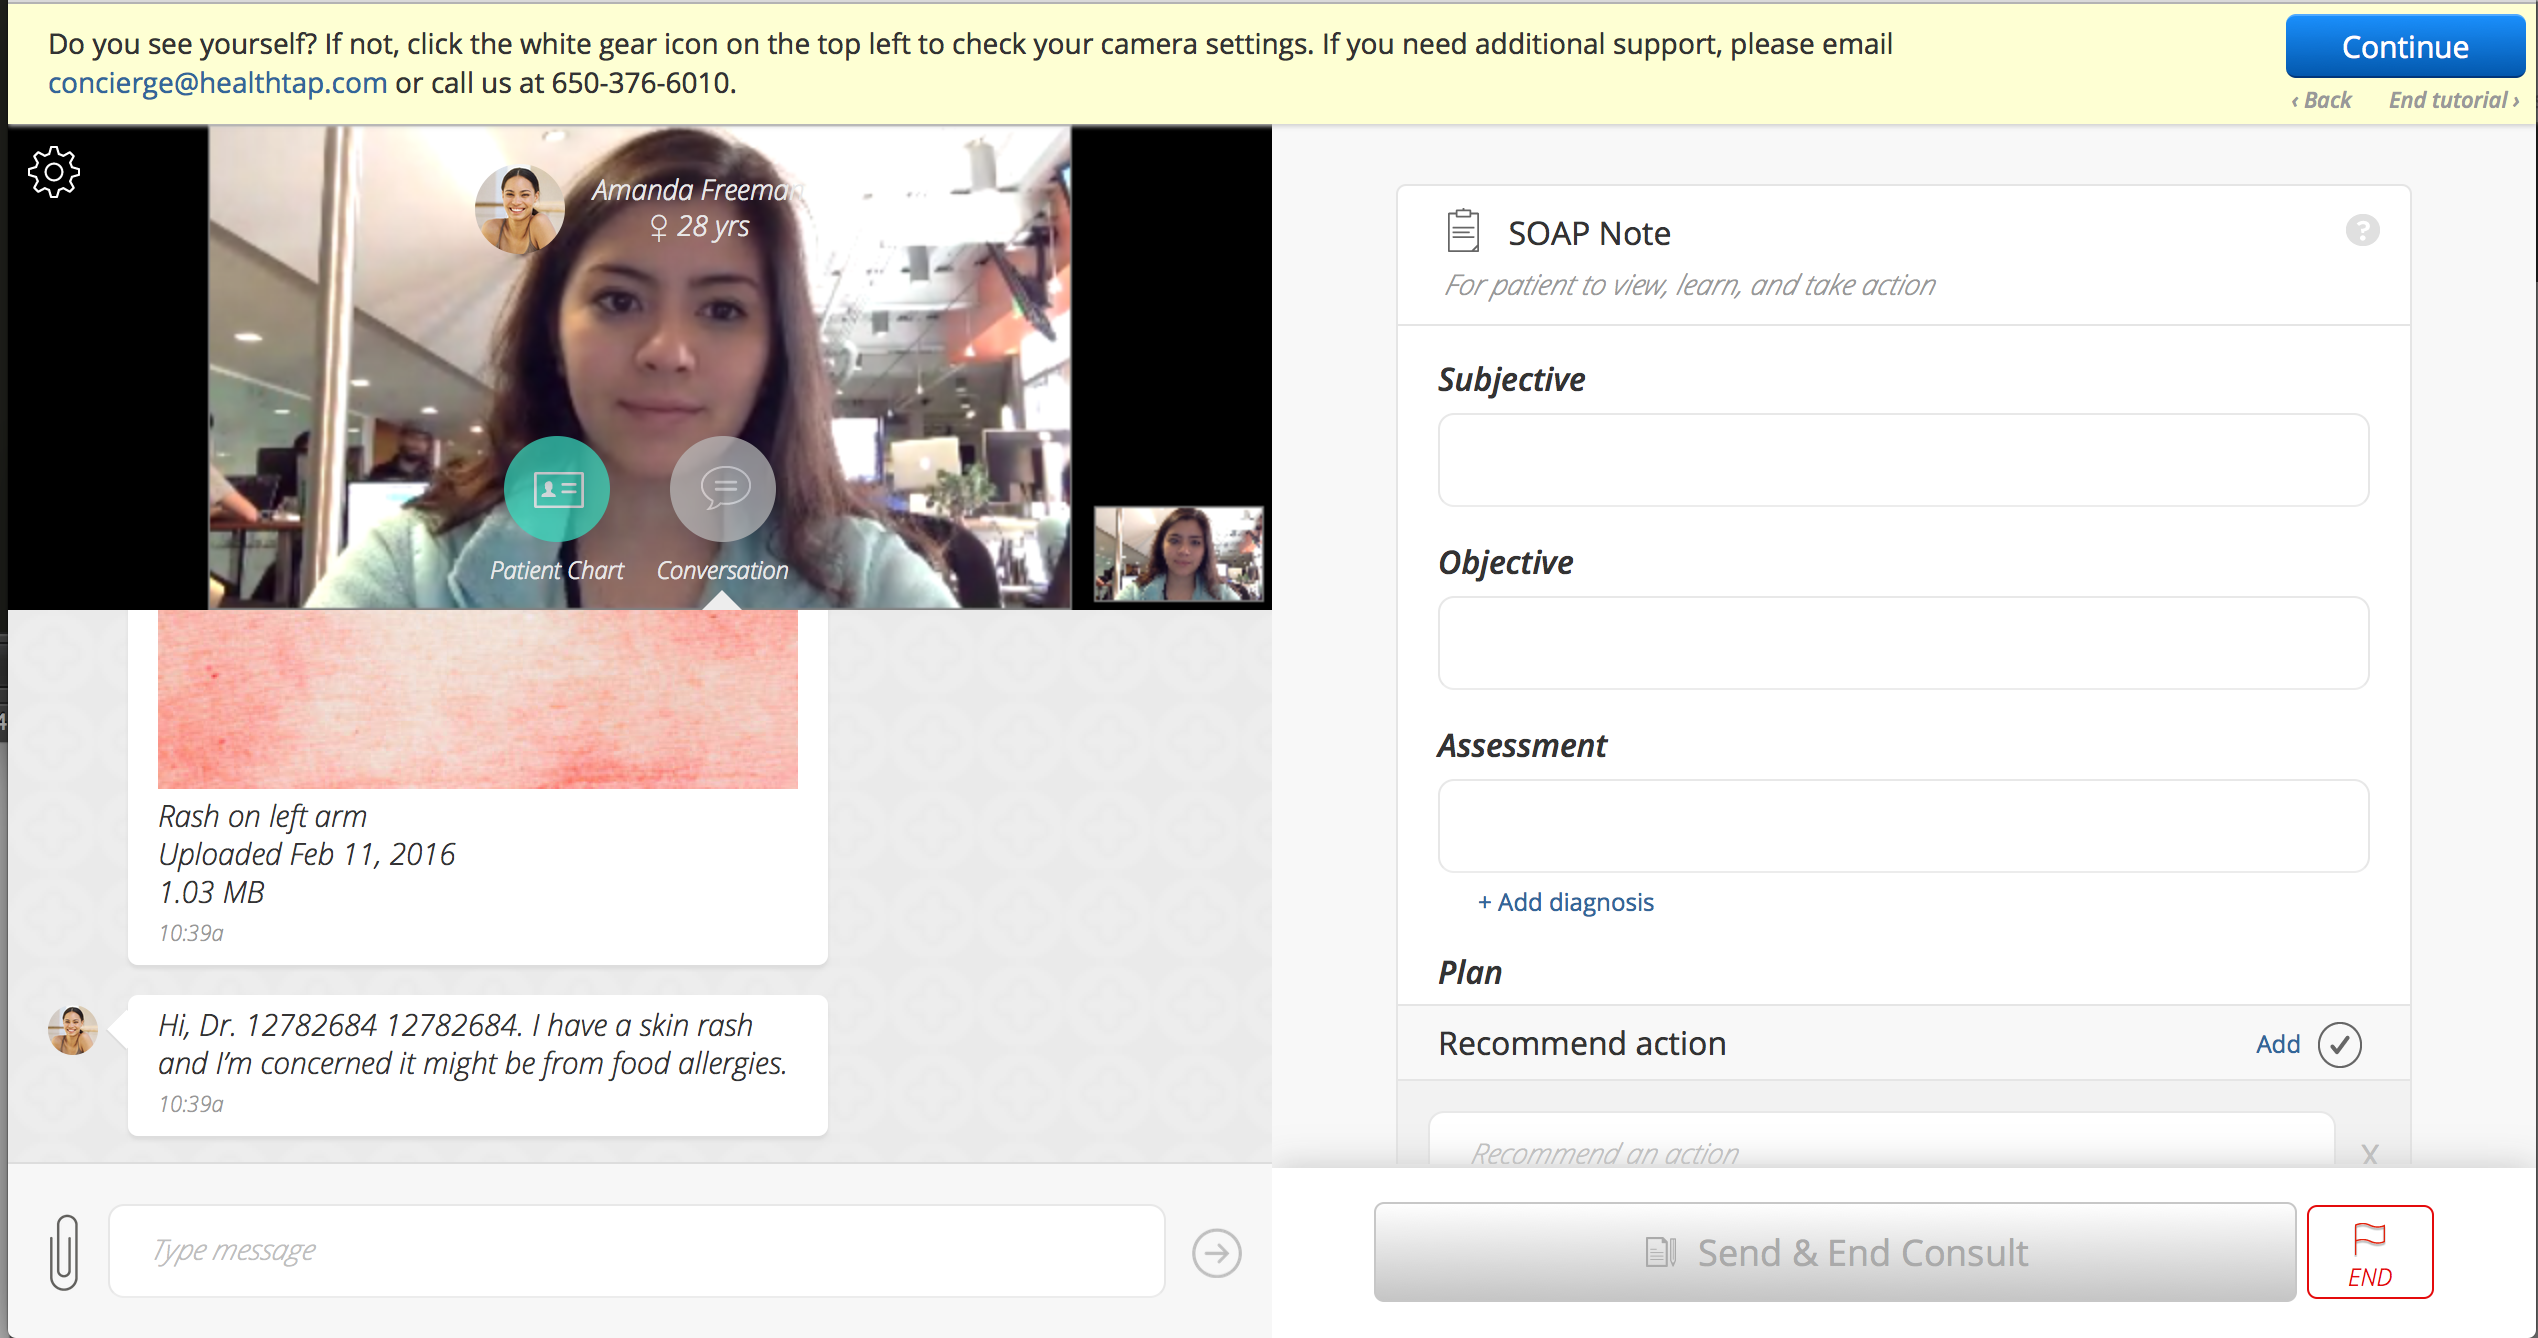 Do you see yourself? If not, click the white gear icon on the top left to check your camera settings. If you need additional support, please email
concierge@healthtap.com or call us at 650-376-6010.
Continue
‹ Back End tutorial ›
Amanda Freeman
♀ 28 yrs
Patient Chart Conversation
Rash on left arm
Uploaded Feb 11, 2016
1.03 MB
10:39a
Hi, Dr. 12782684 12782684. I have a skin rash
and I'm concerned it might be from food allergies.
10:39a
Type message
SOAP Note
?
For patient to view, learn, and take action
Subjective
Objective
Assessment
+ Add diagnosis
Plan
Recommend action Add
Recommend an action X
Send & End Consult
END